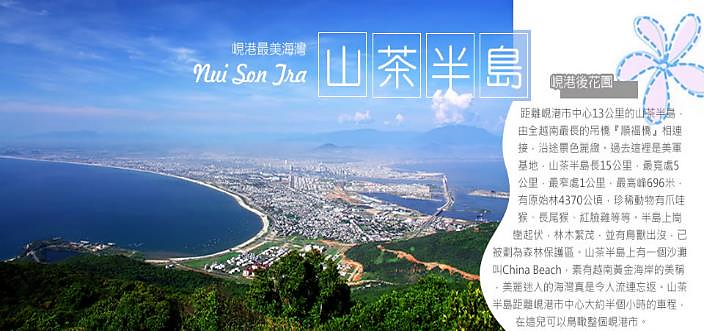 峴港最美海灣
Nui Son Tra
山茶半島
峴港後花園
距離峴港市中心13公里的山茶半島，
由全越南最長的吊橋『順福橋』相連
接，沿途景色麗緻。過去這裡是美軍
基地，山茶半島長15公里，最寬處5
公里，最窄處1公里，最高峰696米，
有原始林4370公頃，珍稀動物有爪哇
猴、長尾猴、紅臉雞等等。半島上崗
巒起伏，林木繁茂，並有鳥獸出沒，已
被劃為森林保護區。山茶半島上有一個沙灘
叫China Beach，素有越南黃金海岸的美稱
，美麗迷人的海灣真是令人流連忘返。山茶
半島距離峴港市中心大約半個小時的車程，
在這兒可以鳥瞰整個峴港市。